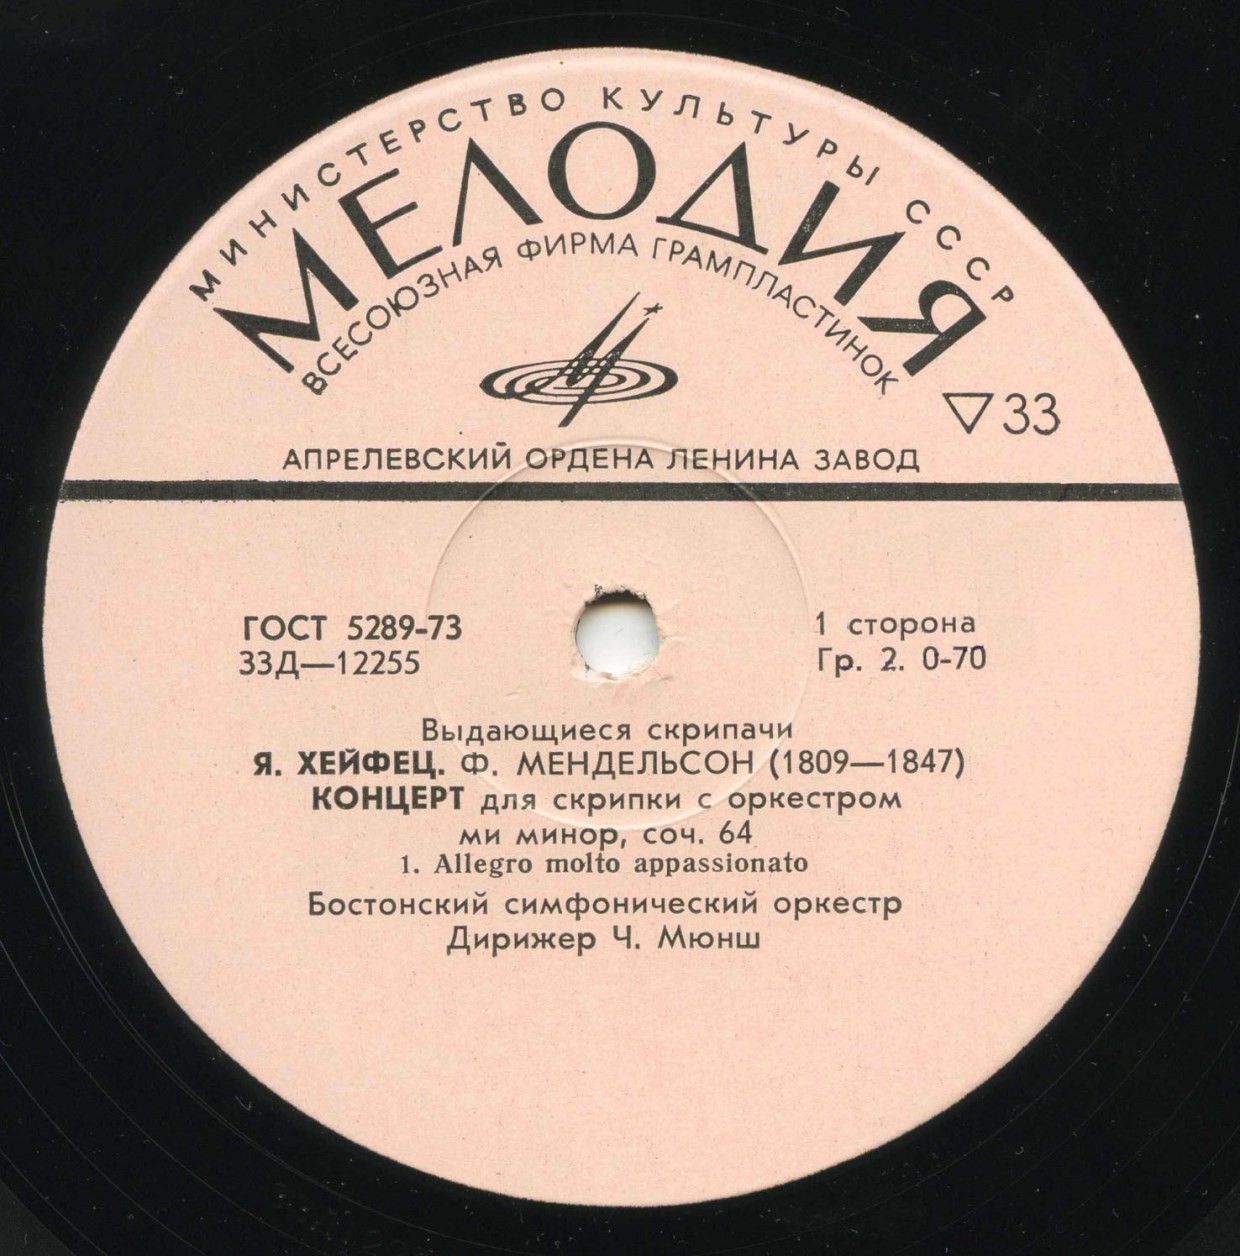 МИНИСТЕРСТВО КУЛЬТУРЫ СССР
МЕЛОДИЯ
ВСЕСОЮЗНАЯ ФИРМА ГРАМПЛАСТИНОК
33
АПРЕЛЕВСКИЙ ОРДЕНА ЛЕНИНА ЗАВОД
ГОСТ 5289-73
33Д—12255
1 сторона
Гр. 2. 0-70
Выдающиеся скрипачи
Я. ХЕЙФЕЦ. Ф. МЕНДЕЛЬСОН (1809—1847)
КОНЦЕРТ для скрипки с оркестром
ми минор, соч. 64
1. Allegro molto appassionato
Бостонский симфонический оркестр
Дирижер Ч. Мюнш